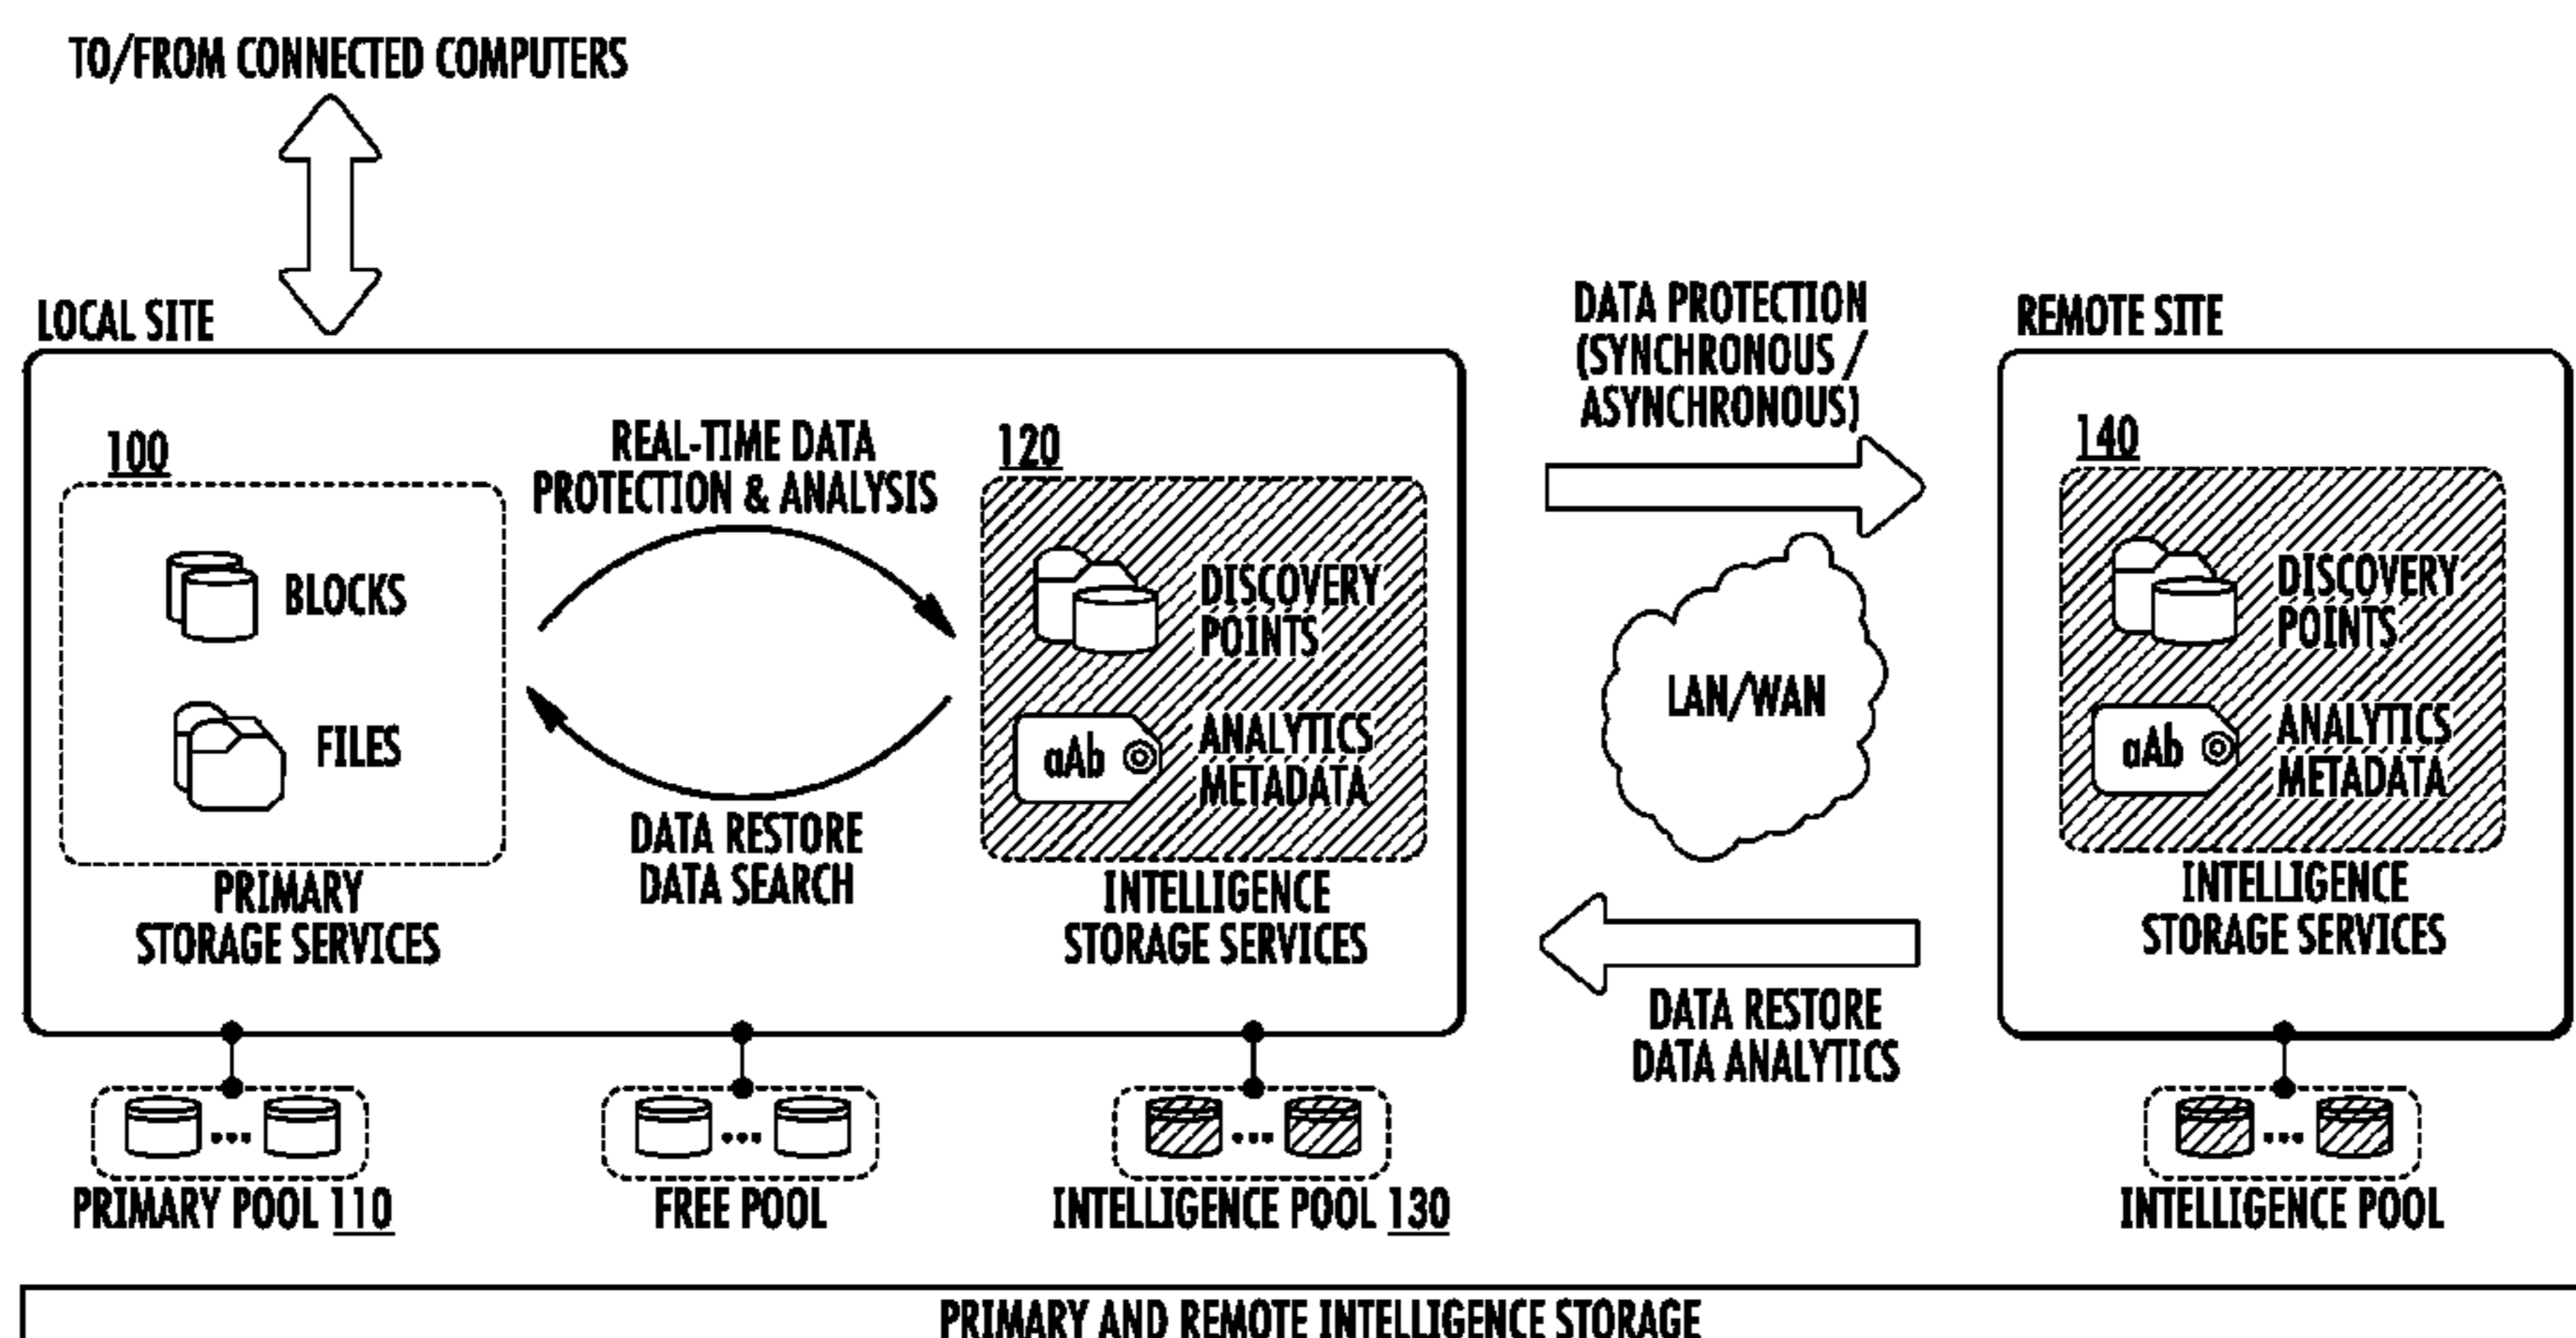 TO/FROM CONNECTED COMPUTERS
LOCAL SITE
100
BLOCKS
FILES
PRIMARY
STORAGE SERVICES
REAL-TIME DATA
PROTECTION & ANALYSIS
DATA RESTORE
DATA SEARCH
120
DISCOVERY
POINTS
aAb
ANALYTICS
METADATA
INTELLIGENCE
STORAGE SERVICES
DATA PROTECTION
(SYNCHRONOUS /
ASYNCHRONOUS)
LAN/WAN
DATA RESTORE
DATA ANALYTICS
REMOTE SITE
140
DISCOVERY
POINTS
aAb
ANALYTICS
METADATA
INTELLIGENCE
STORAGE SERVICES
PRIMARY POOL 110
FREE POOL
INTELLIGENCE POOL 130
INTELLIGENCE POOL
PRIMARY AND REMOTE INTELLIGENCE STORAGE